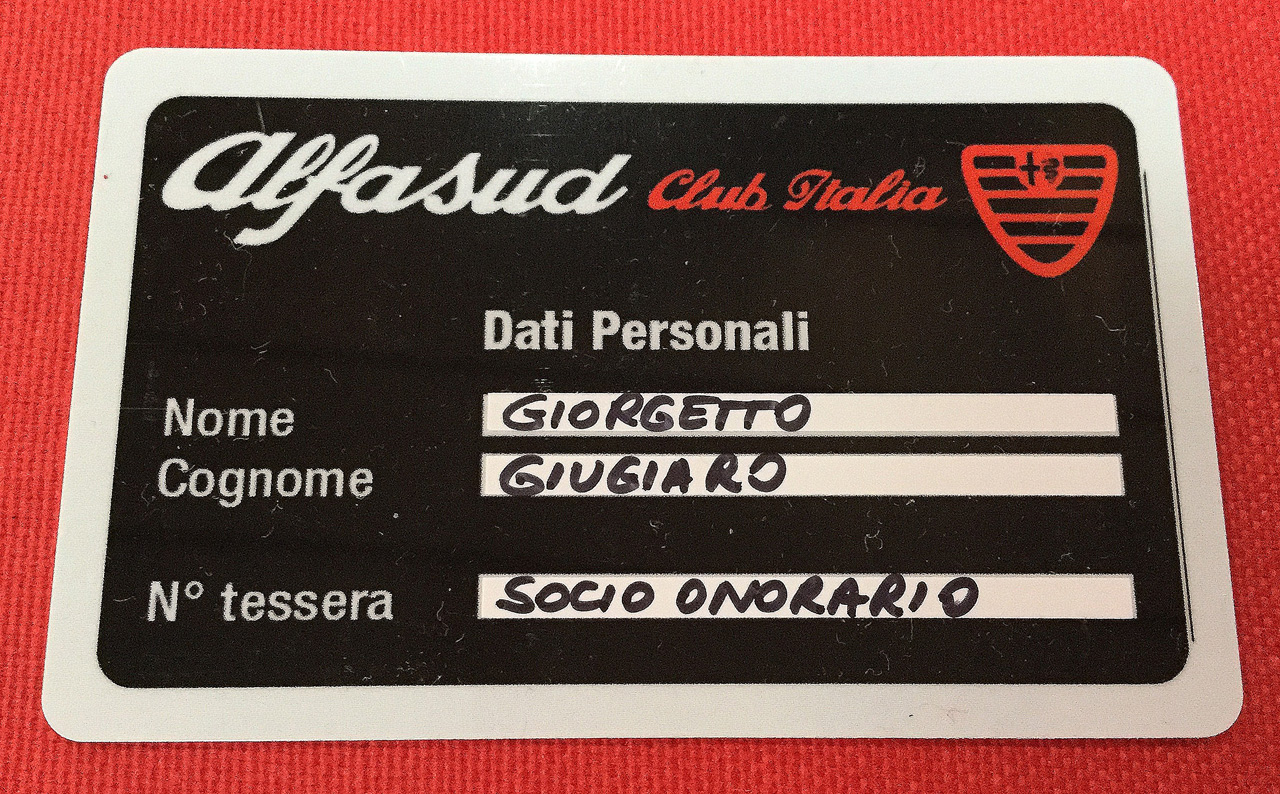 Alfasud Club Italia
Dati Personali
Nome GIORGETTO
Cognome GIUGIARO
N° tessera SOCIO ONORARIO